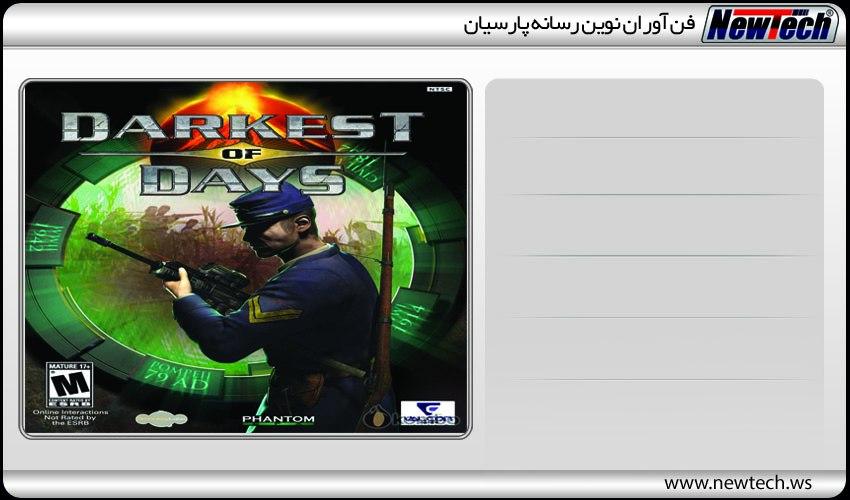 فن آوران نوین رسانه پارسیان
NewTech®
NTSC
DARKEST
OF
DAYS
1942
1914
POMPEII
79 AD
MATURE 17+
M
CONTENT RATED BY
ESRB
Online Interactions
Not Rated by
the ESRB
PHANTOM
www.newtech.ws